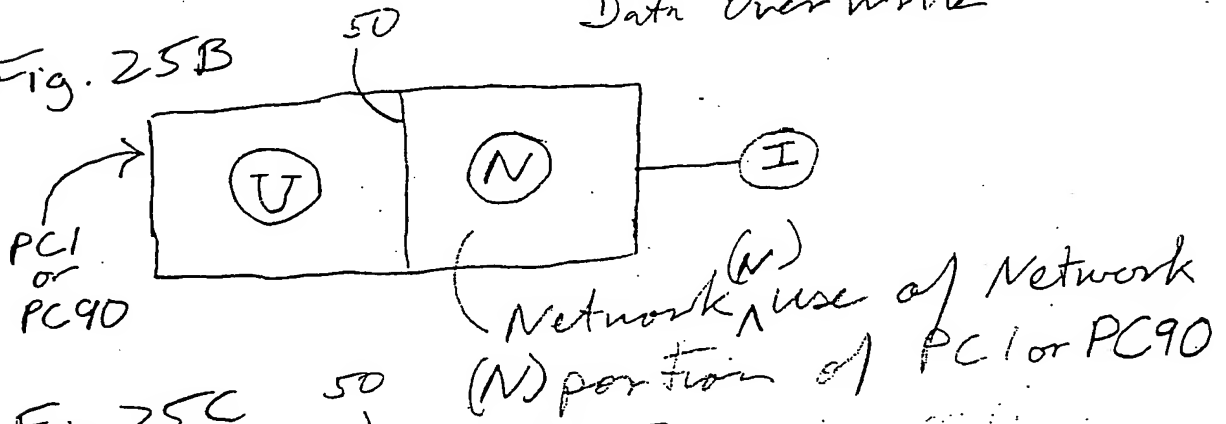 Data Over write
50
Fig. 25B
U
N
I
PC1
or
PC90
Network (N) use of Network
(N) portion of PC1 or PC90
50
Fig. 25C